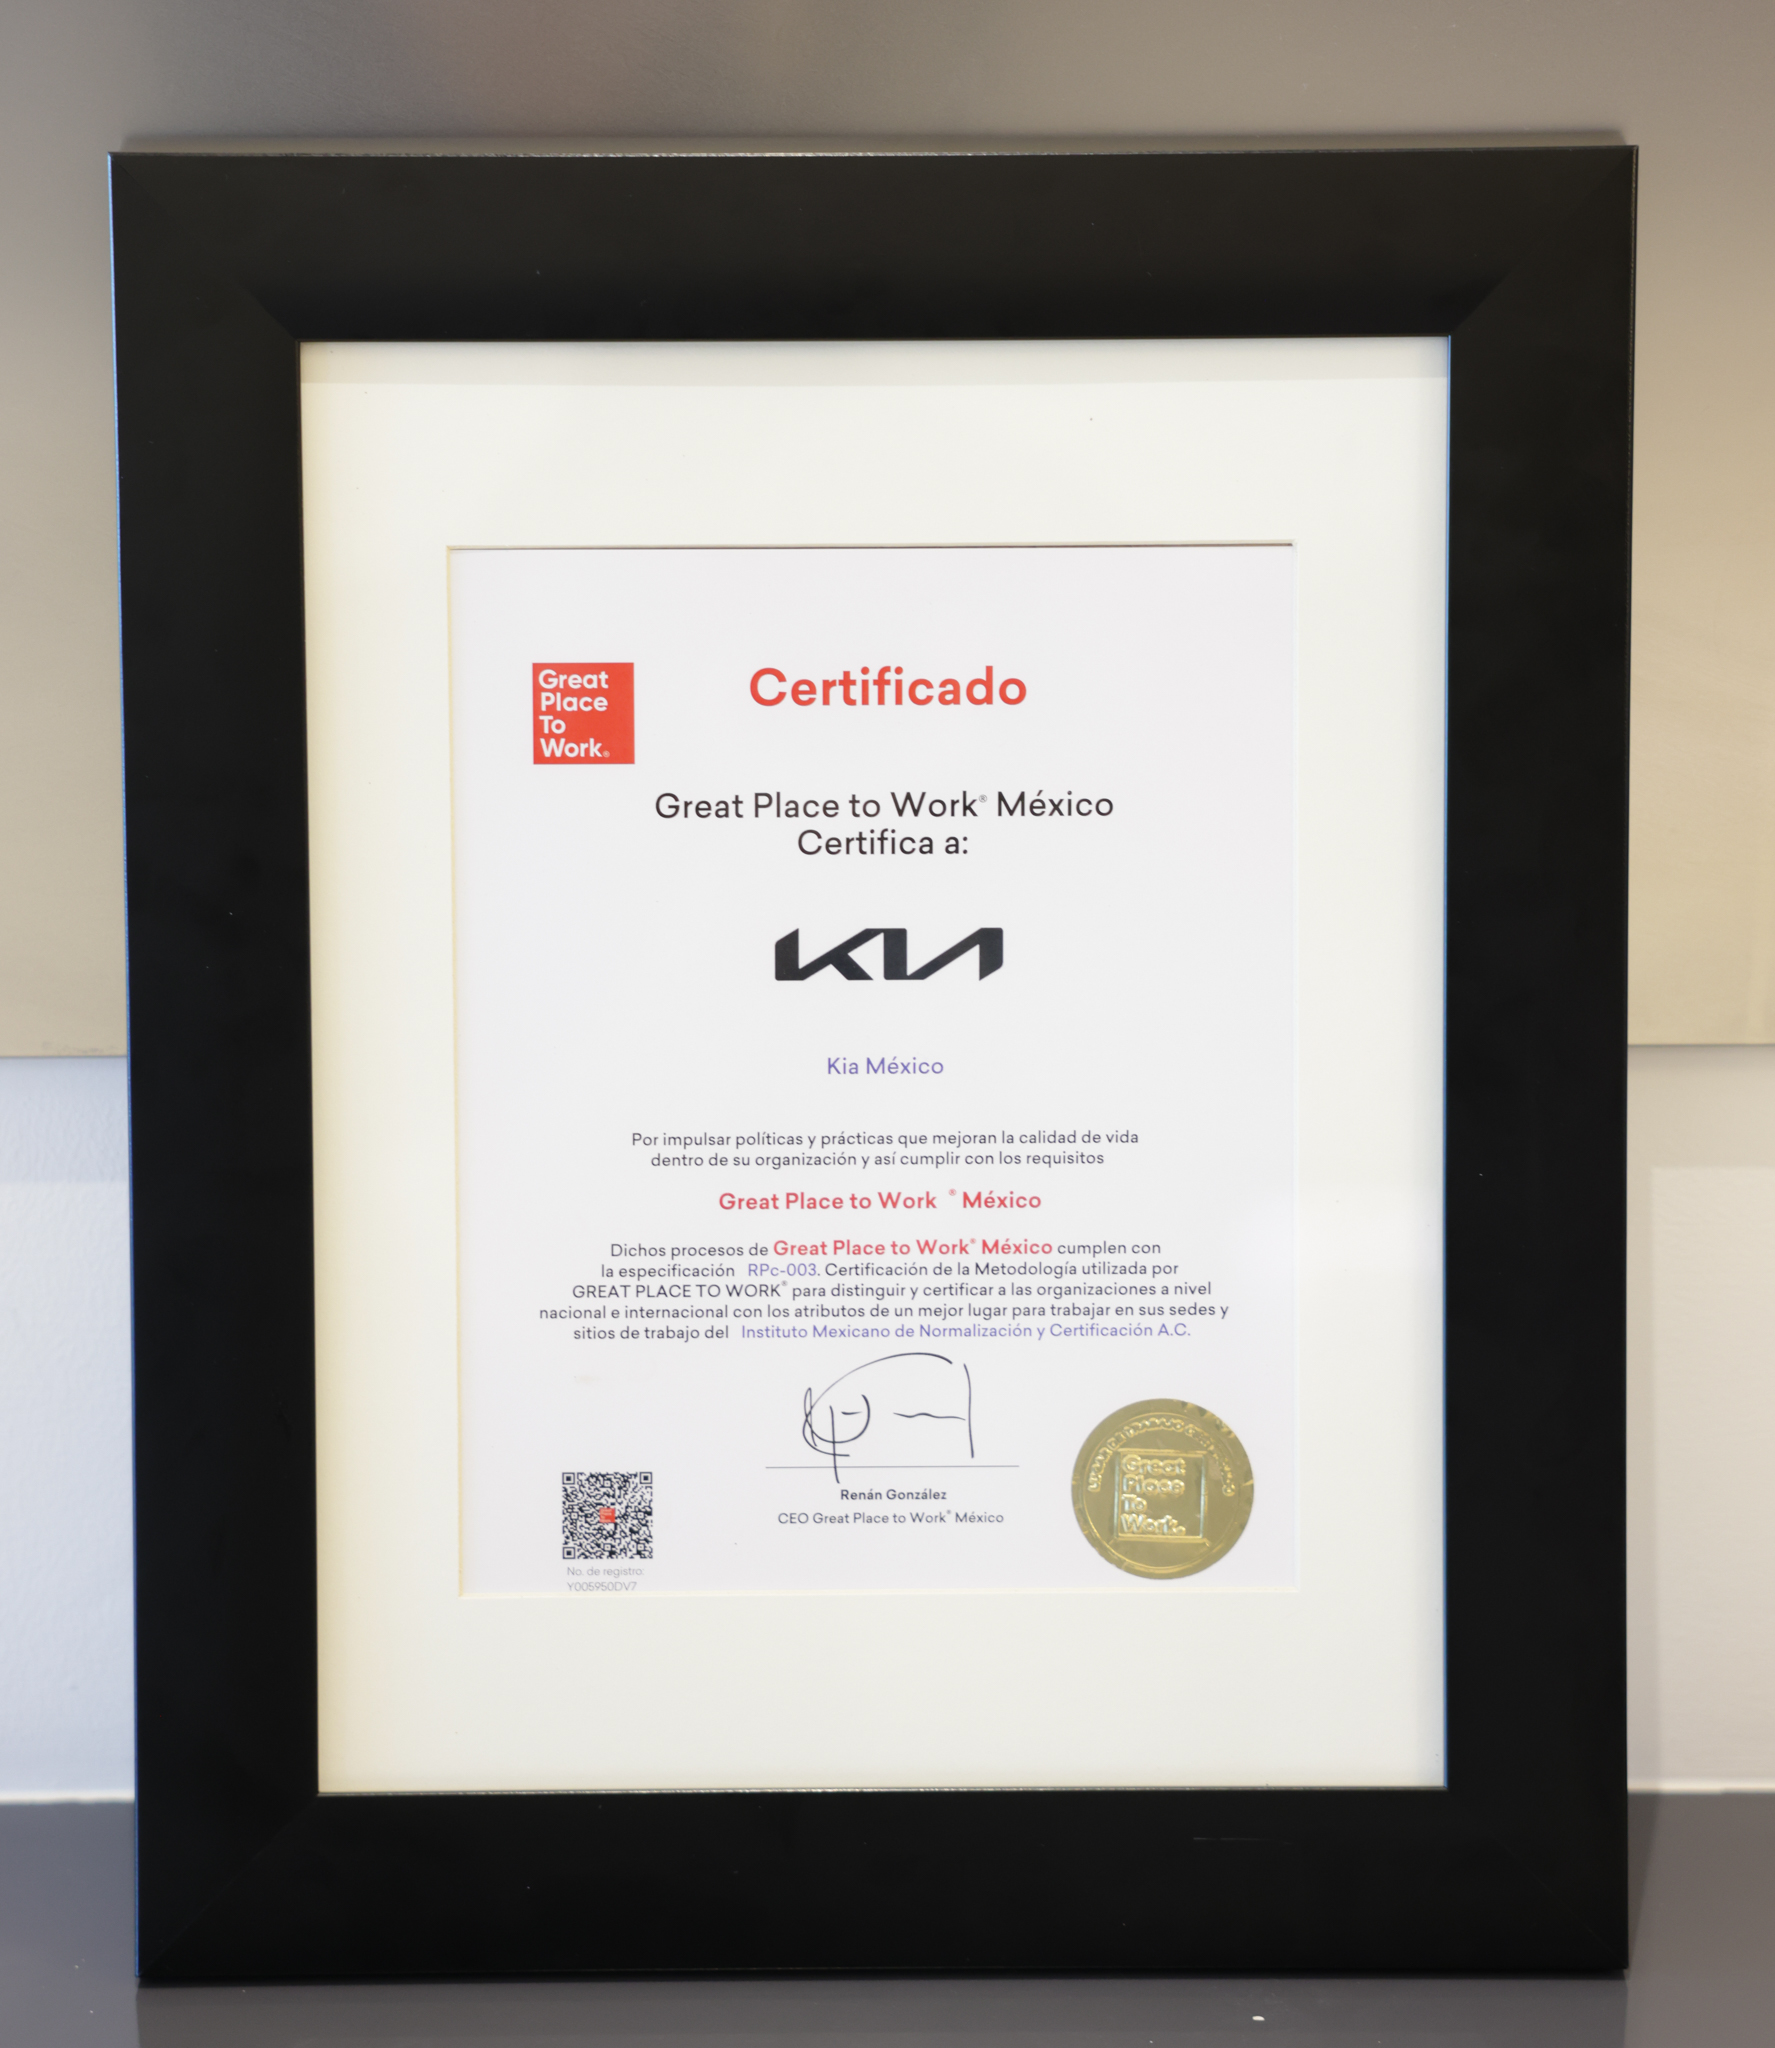 Great
Place
To
Work®
Certificado
Great Place to Work® México
Certifica a:
KIA
Kia México
Por impulsar políticas y prácticas que mejoran la calidad de vida
dentro de su organización y así cumplir con los requisitos
Great Place to Work ® México
Dichos procesos de Great Place to Work® México cumplen con
la especificación RPc-003. Certificación de la Metodología utilizada por
GREAT PLACE TO WORK® para distinguir y certificar a las organizaciones a nivel
nacional e internacional con los atributos de un mejor lugar para trabajar en sus sedes y
sitios de trabajo del Instituto Mexicano de Normalización y Certificación A.C.
Renán González
CEO Great Place to Work® México
No. de registro:
Y005950DV7
LUGAR DE TRABAJO CERTIFICADO
Great
Place
To
Work.